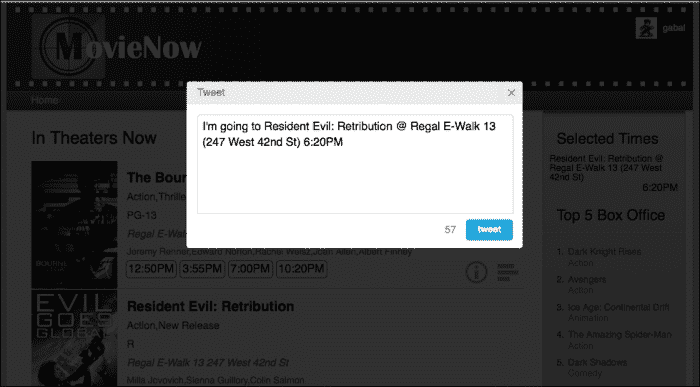 MovieNow
gabal
Home
Tweet
×
I'm going to Resident Evil: Retribution @ Regal E-Walk 13
(247 West 42nd St) 6:20PM
57
tweet
In Theaters Now
The Bour
Action,Thrille
PG-13
Regal E-Wa
Jeremy Renner,Edward Norton,Rachel Weisz,Joan Allen,Albert Finney
12:50PM 3:55PM 7:00PM 10:20PM
EVIL
GOES
GLOBAL
Resident Evil: Retribution
Action,New Release
R
Regal E-Walk 13 247 West 42nd St
Milla Jovovich,Sienna Guillory,Colin Salmon
Selected Times
Resident Evil: Retribution @
Regal E-Walk 13 (247 West
42nd St)
6:20PM
Top 5 Box Office
1. Dark Knight Rises
Action
2. Avengers
Action
3. Ice Age: Continental Drift
Animation
4. The Amazing Spider-Man
Action
5. Dark Shadows
Comedy